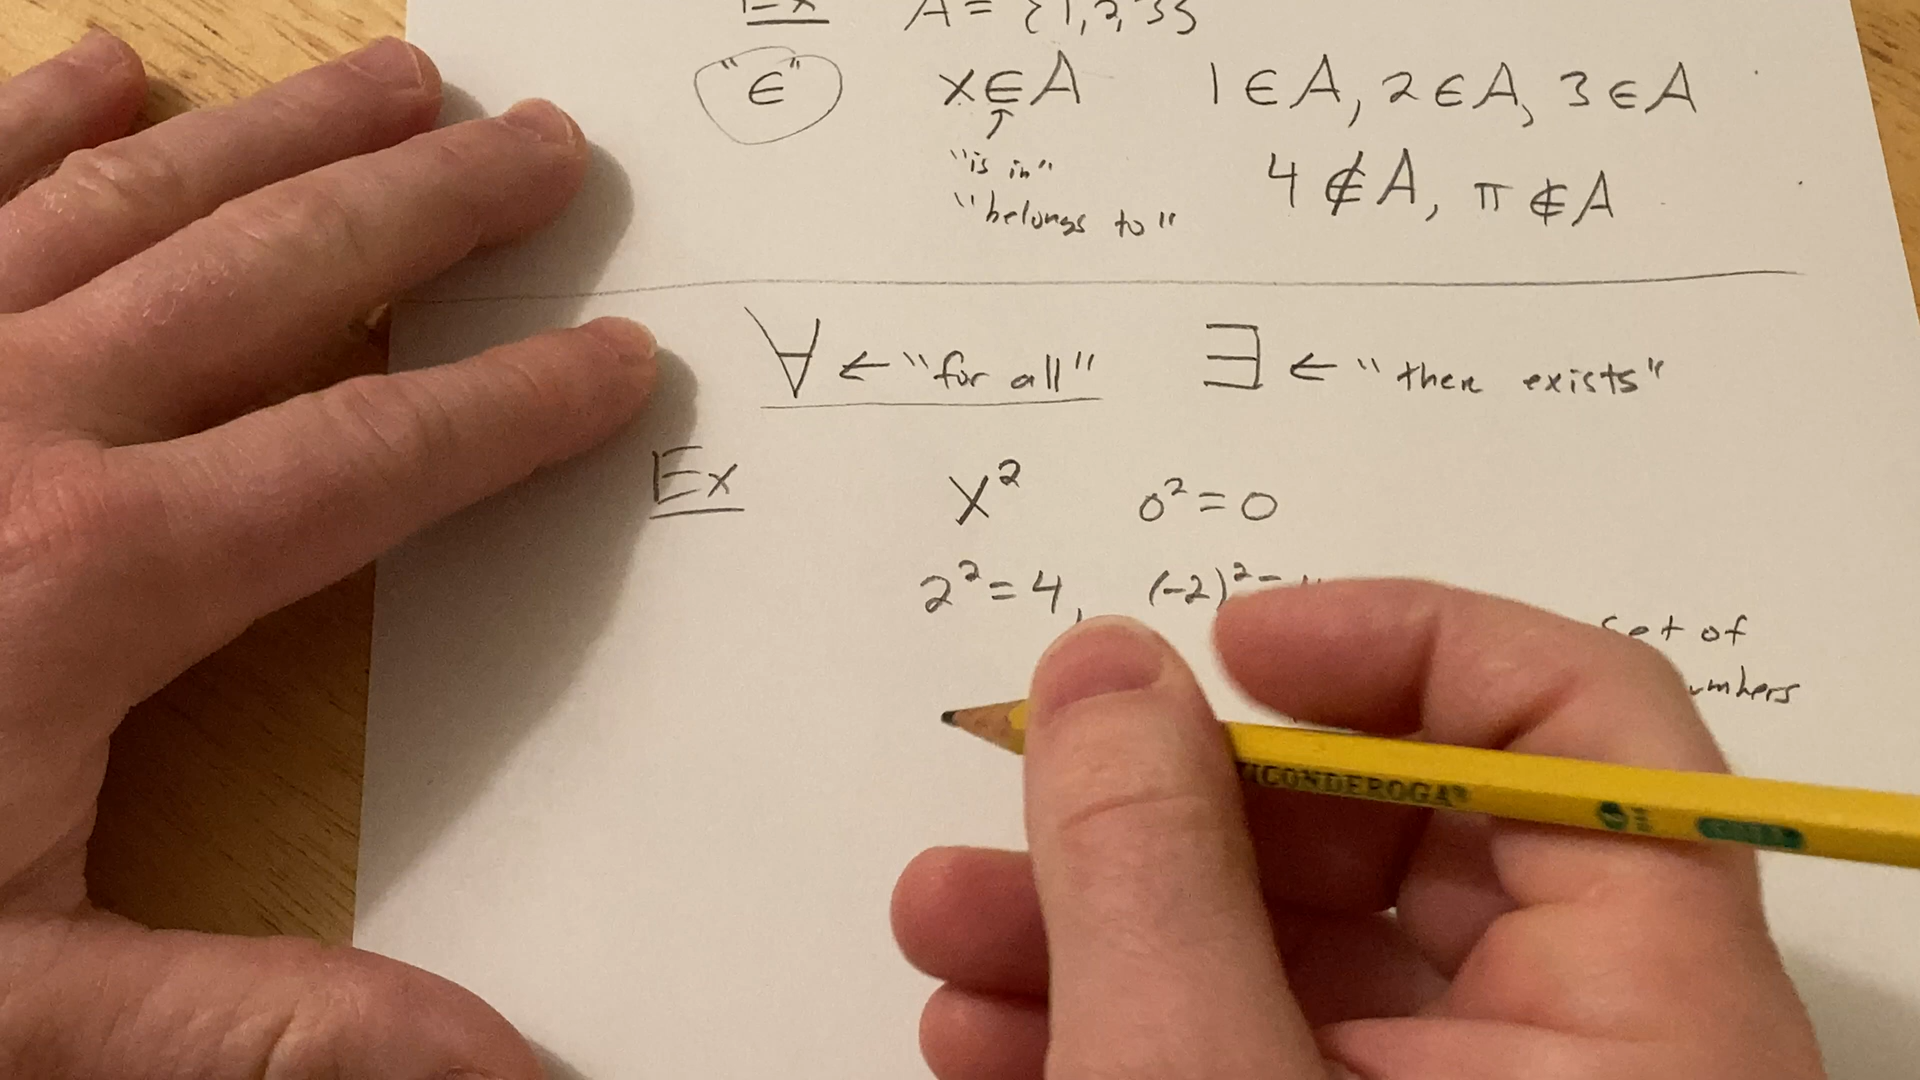 Ex A = {1,2,3}
"∈" x∈A 1∈A, 2∈A, 3∈A
↑
"is in" 4∉A, π∉A
"belongs to"
∀ ← "for all" ∃ ← "there exists"
Ex x² 0² = 0
2² = 4, (-2)² =
set of
TICONDEROGA